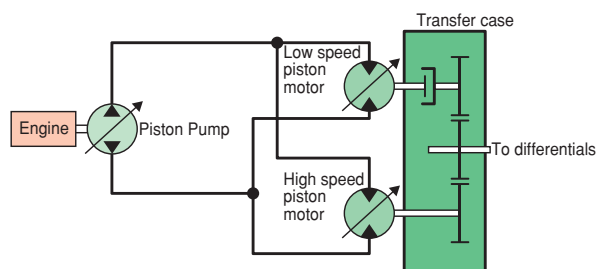 Transfer case
Low speed
piston
motor
Engine
Piston Pump
To differentials
High speed
piston
motor